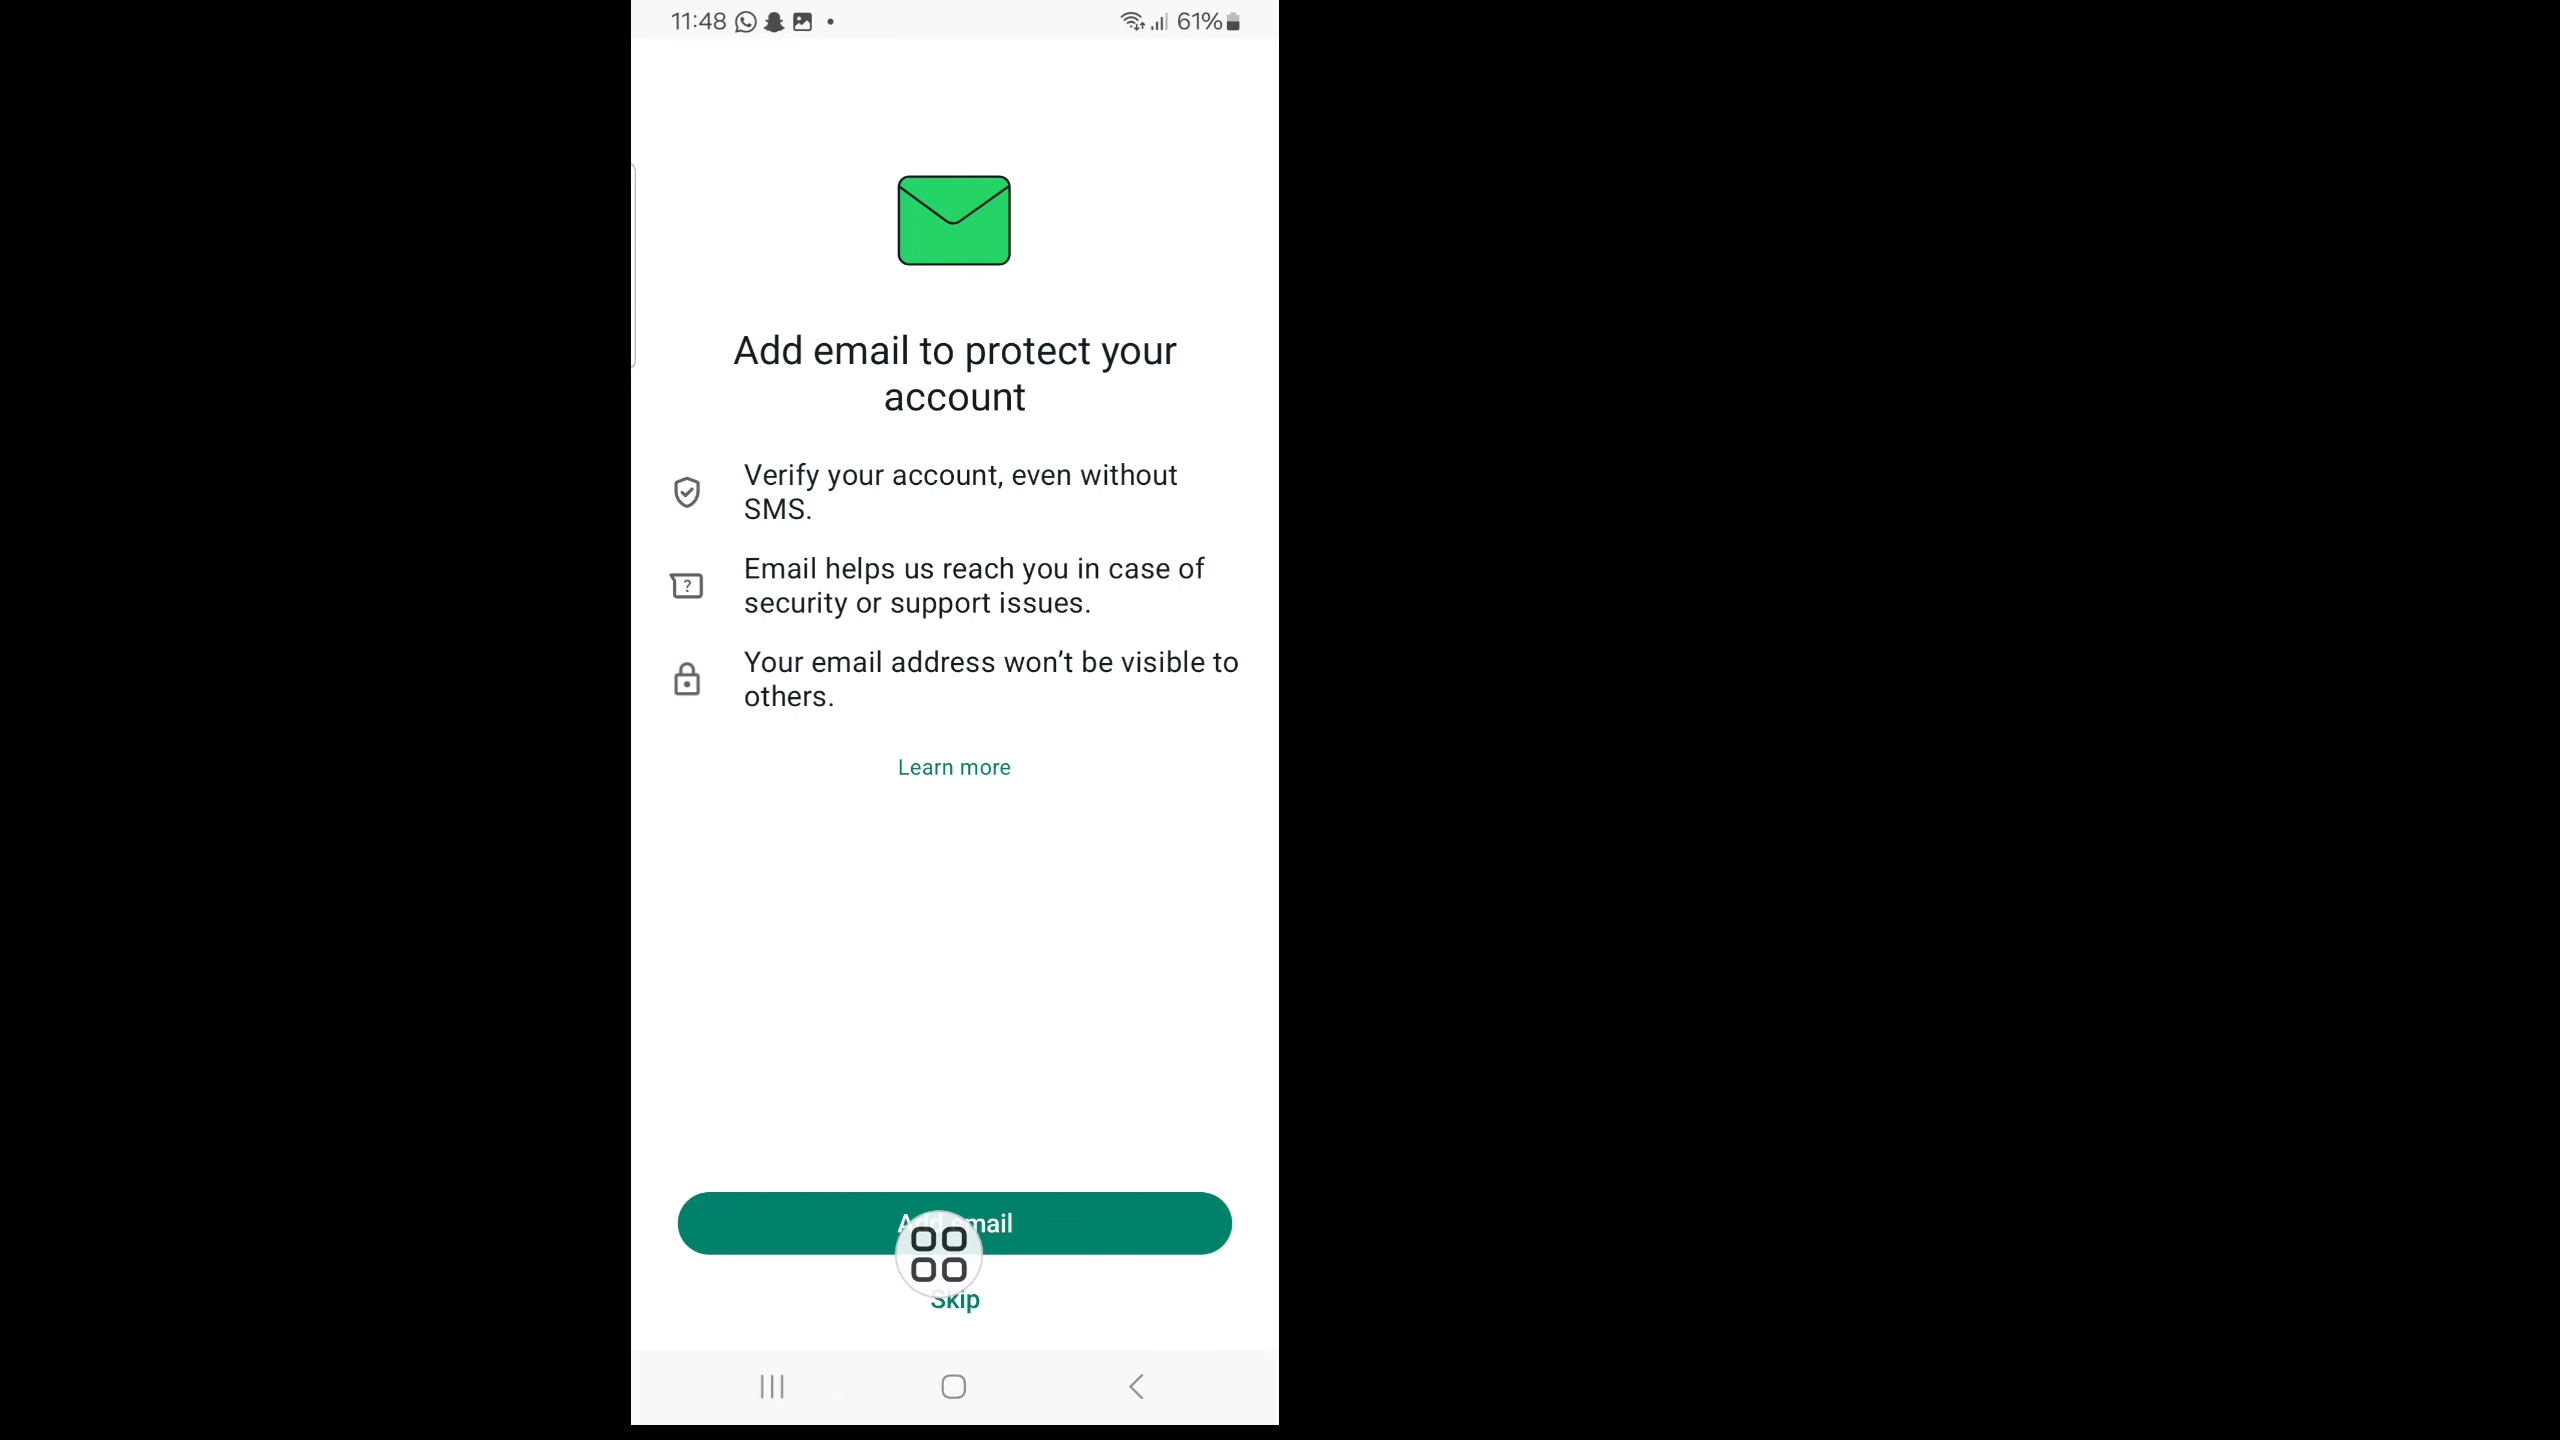 11:48
61%
Add email to protect your
account
Verify your account, even without
SMS.
Email helps us reach you in case of
security or support issues.
Your email address won’t be visible to
others.
Learn more
Add email
Skip